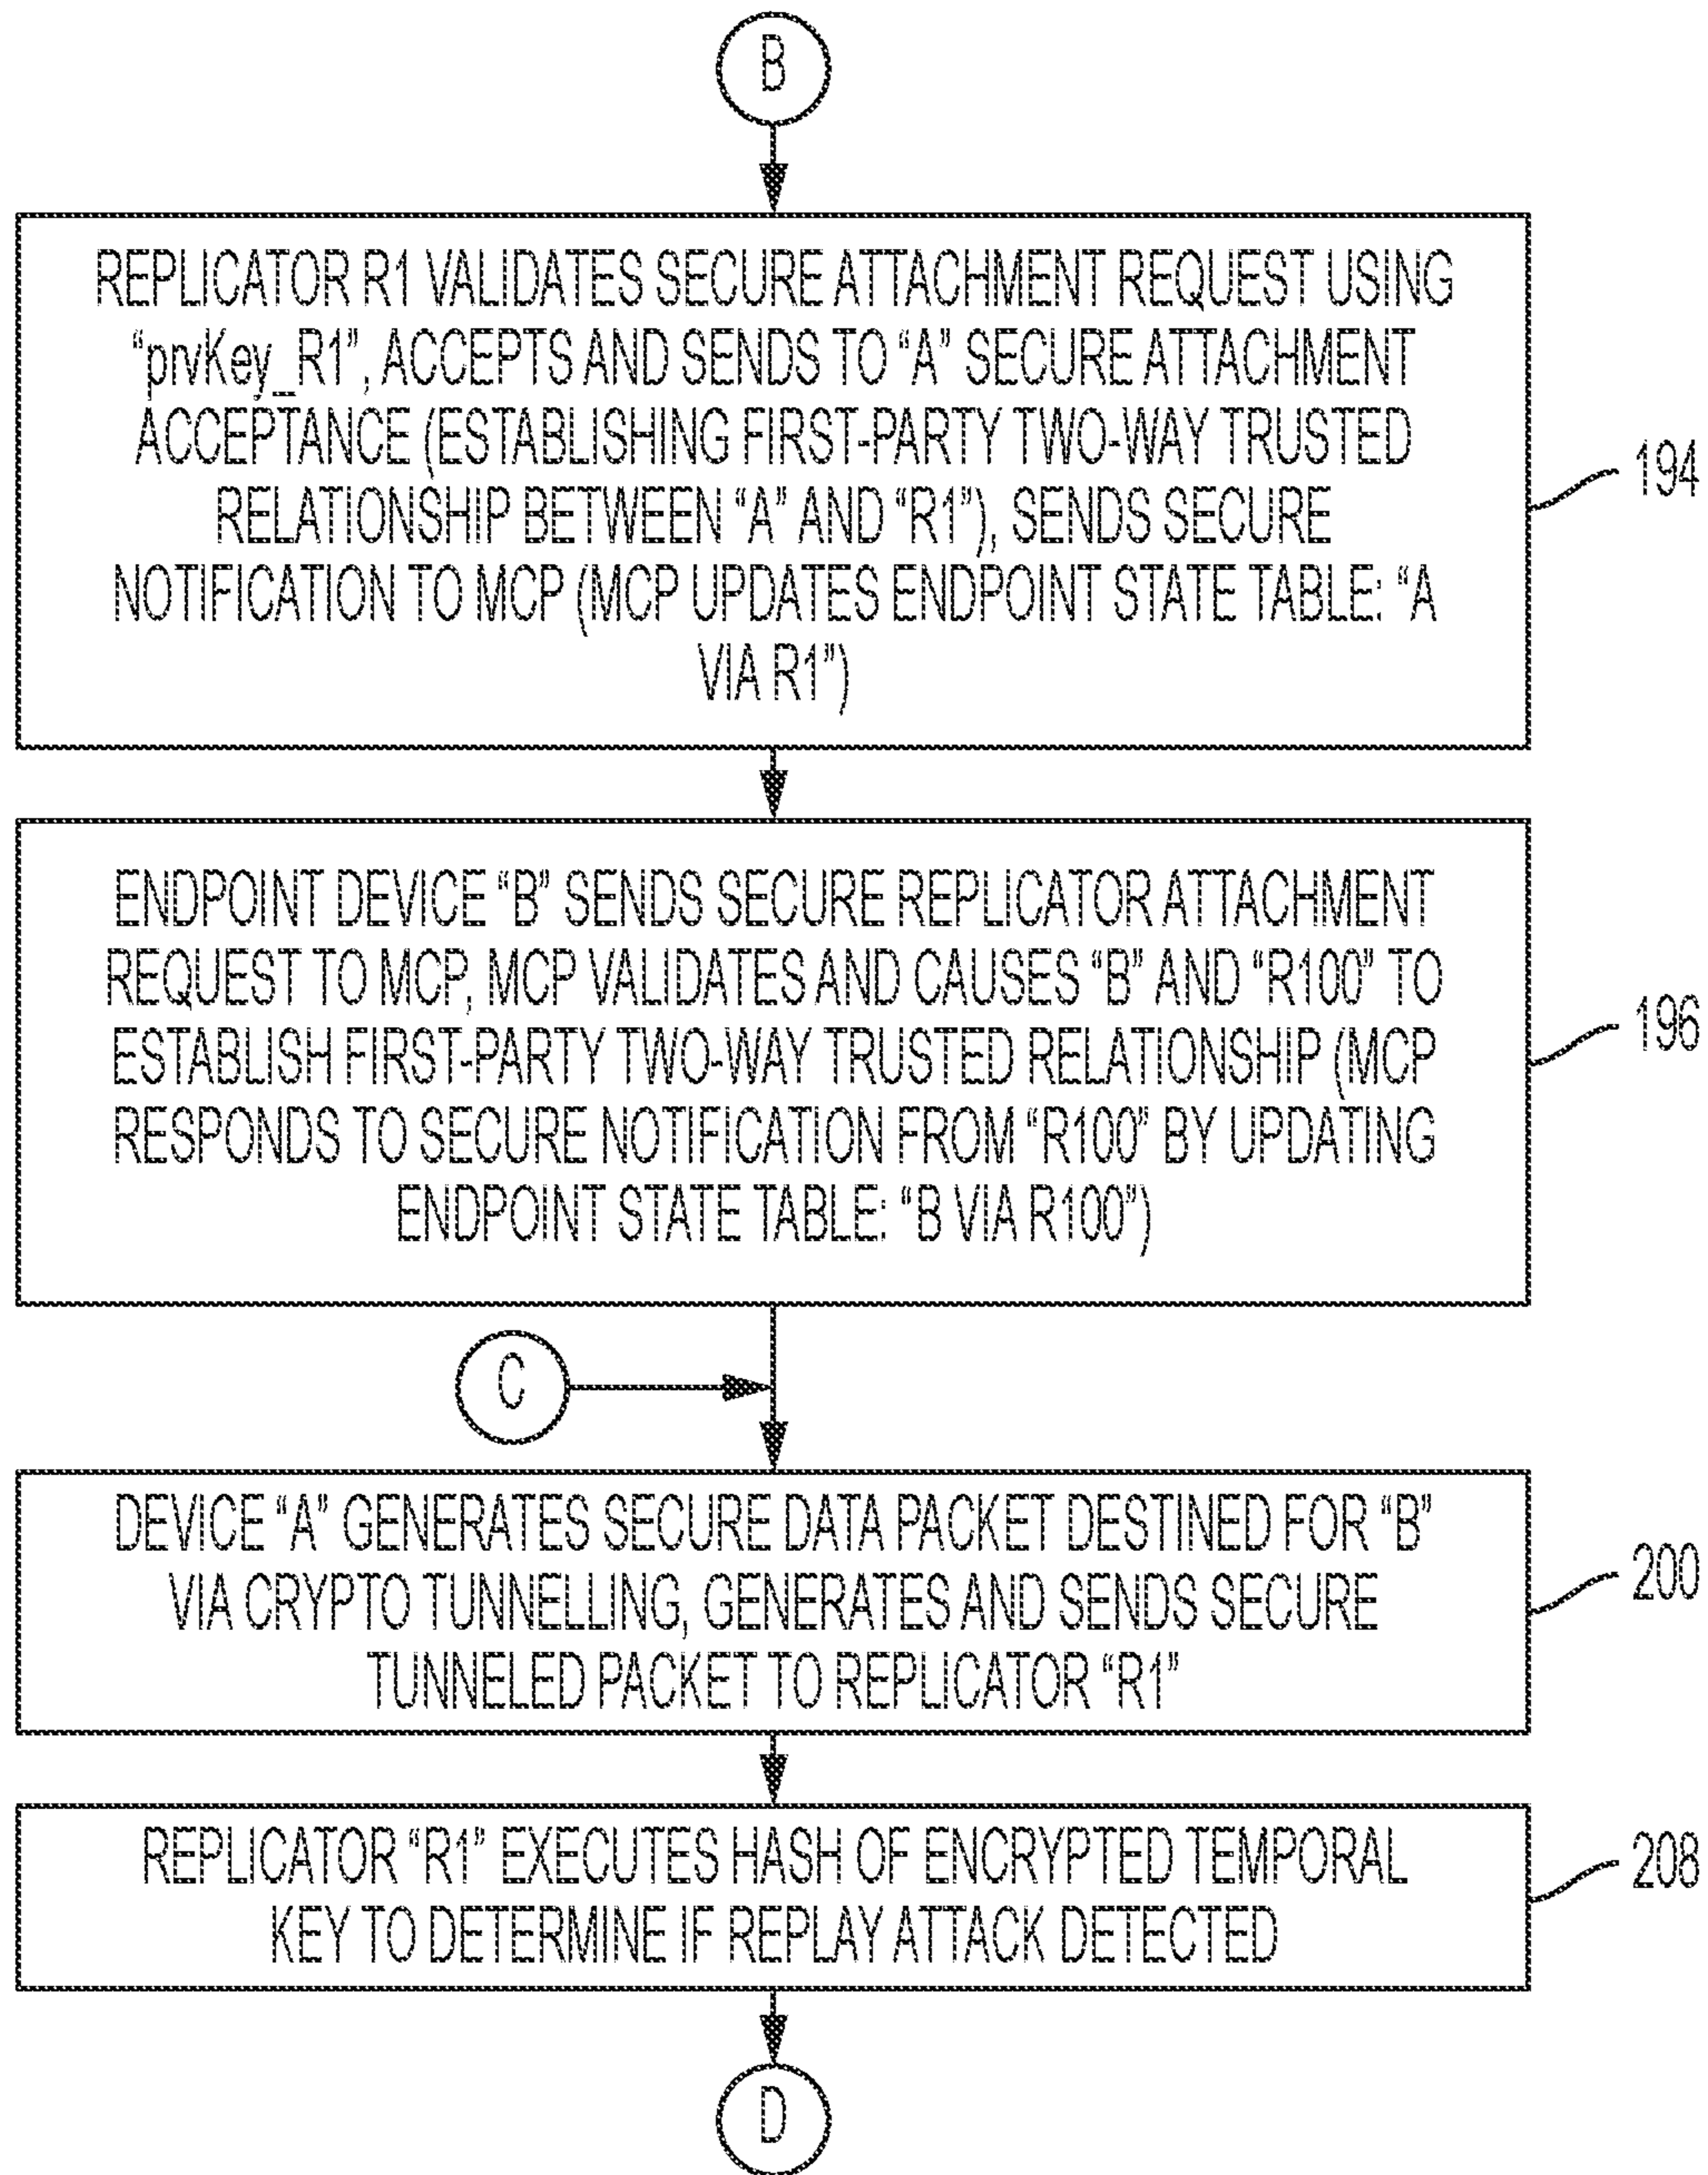 B
REPLICATOR R1 VALIDATES SECURE ATTACHMENT REQUEST USING
“prvKey_R1”, ACCEPTS AND SENDS TO “A” SECURE ATTACHMENT
ACCEPTANCE (ESTABLISHING FIRST-PARTY TWO-WAY TRUSTED
RELATIONSHIP BETWEEN “A” AND “R1”), SENDS SECURE
NOTIFICATION TO MCP (MCP UPDATES ENDPOINT STATE TABLE: “A
VIA R1”)
194
ENDPOINT DEVICE “B” SENDS SECURE REPLICATOR ATTACHMENT
REQUEST TO MCP, MCP VALIDATES AND CAUSES “B” AND “R100” TO
ESTABLISH FIRST-PARTY TWO-WAY TRUSTED RELATIONSHIP (MCP
RESPONDS TO SECURE NOTIFICATION FROM “R100” BY UPDATING
ENDPOINT STATE TABLE: “B VIA R100”)
196
C
DEVICE “A” GENERATES SECURE DATA PACKET DESTINED FOR “B”
VIA CRYPTO TUNNELLING, GENERATES AND SENDS SECURE
TUNNELED PACKET TO REPLICATOR “R1”
200
REPLICATOR “R1” EXECUTES HASH OF ENCRYPTED TEMPORAL
KEY TO DETERMINE IF REPLAY ATTACK DETECTED
208
D